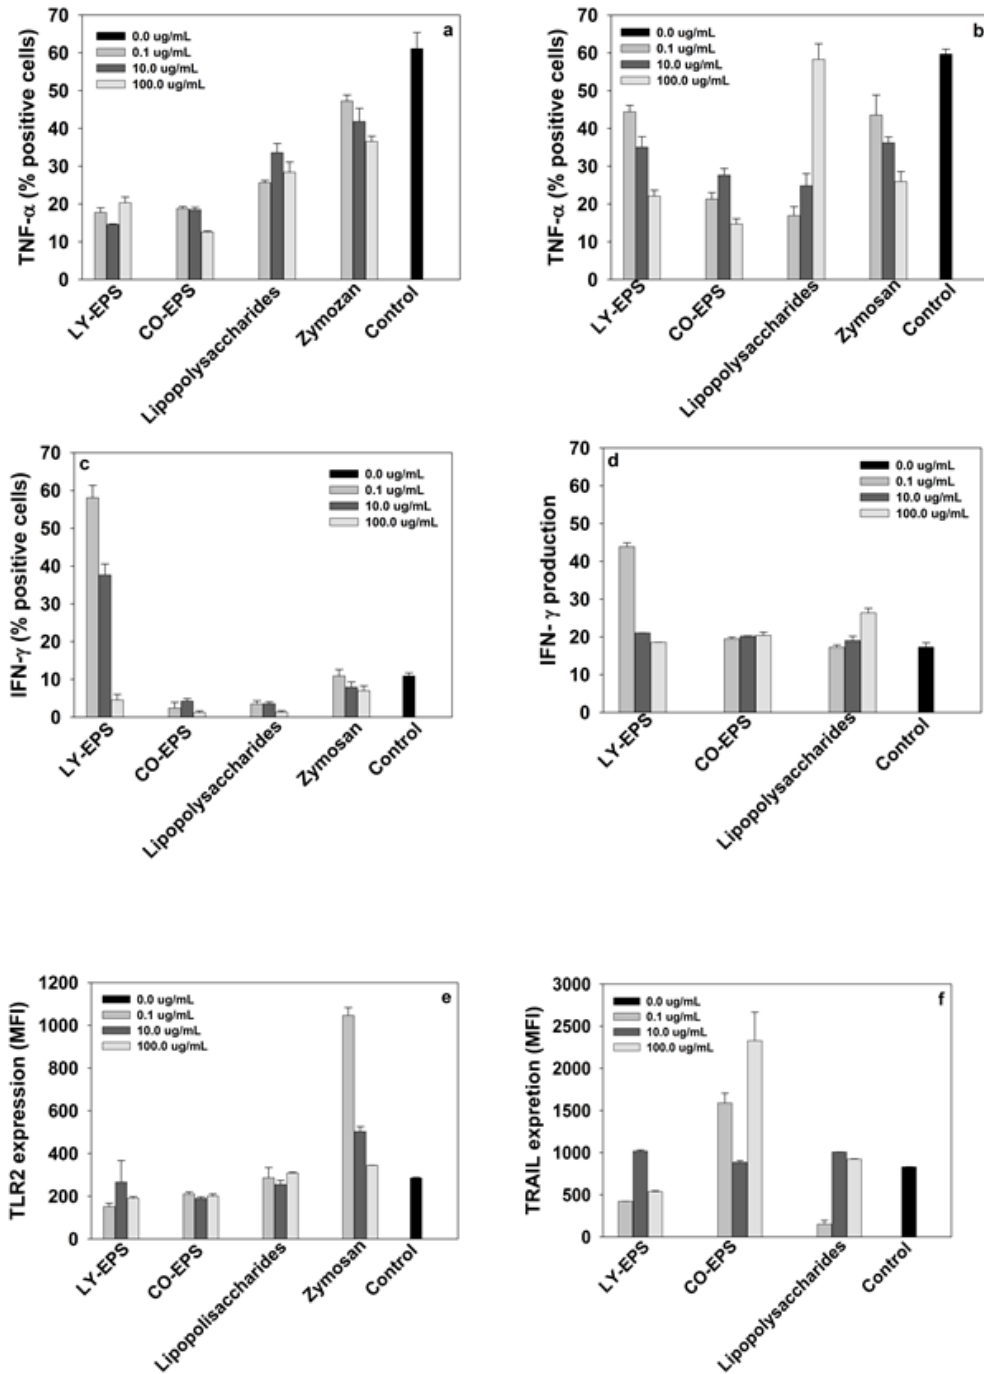 a
TNF-α (% positive cells)
70
60
50
40
30
20
10
0
0.0 ug/mL
0.1 ug/mL
10.0 ug/mL
100.0 ug/mL
LY-EPS
CO-EPS
Lipopolysaccharides
Zymozan
Control
b
TNF-α (% positive cells)
70
60
50
40
30
20
10
0
0.0 ug/mL
0.1 ug/mL
10.0 ug/mL
100.0 ug/mL
LY-EPS
CO-EPS
Lipopolysaccharides
Zymosan
Control
c
IFN-γ (% positive cells)
70
60
50
40
30
20
10
0
0.0 ug/mL
0.1 ug/mL
10.0 ug/mL
100.0 ug/mL
LY-EPS
CO-EPS
Lipopolysaccharides
Zymosan
Control
d
IFN- γ production
70
60
50
40
30
20
10
0
0.0 ug/mL
0.1 ug/mL
10.0 ug/mL
100.0 ug/mL
LY-EPS
CO-EPS
Lipopolysaccharides
Control
e
TLR2 expression (MFI)
1200
1000
800
600
400
200
0
0.0 ug/mL
0.1 ug/mL
10.0 ug/mL
100.0 ug/mL
LY-EPS
CO-EPS
Lipopolisaccharides
Zymosan
Control
f
TRAIL expretion (MFI)
3000
2500
2000
1500
1000
500
0
0.0 ug/mL
0.1 ug/mL
10.0 ug/mL
100.0 ug/mL
LY-EPS
CO-EPS
Lipopolysaccharides
Control